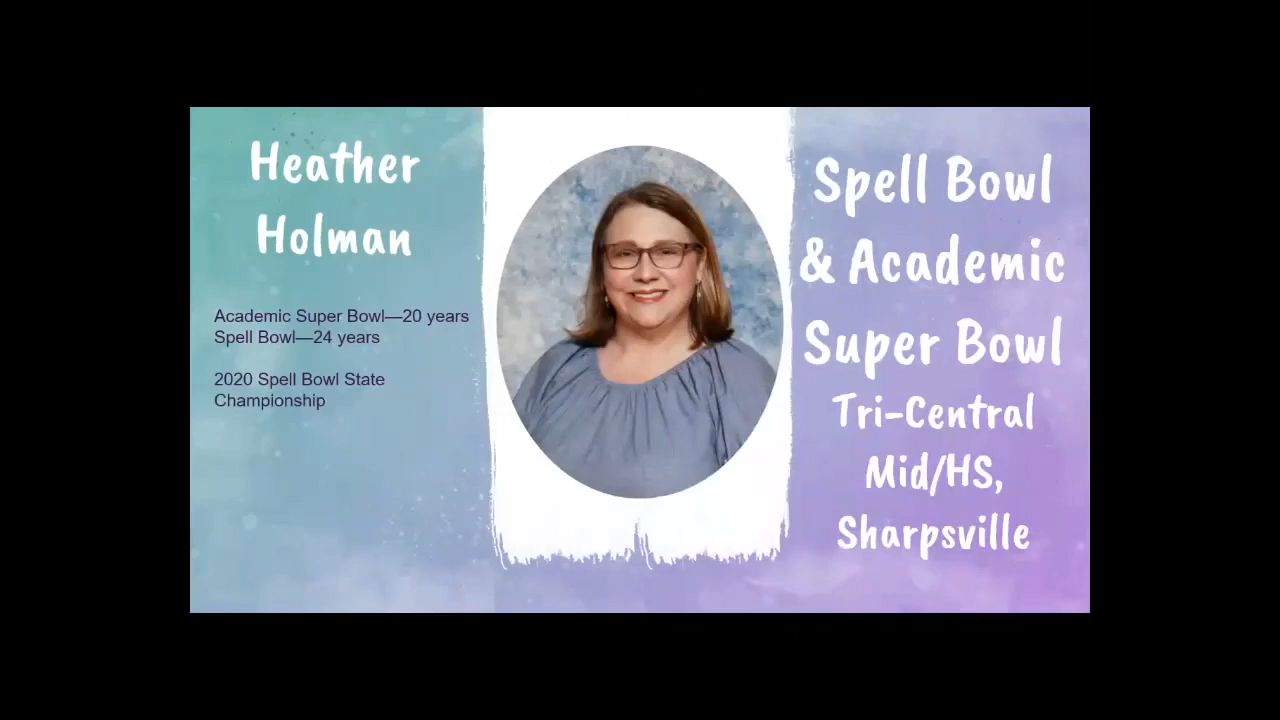 Heather
Holman
Academic Super Bowl—20 years
Spell Bowl—24 years
2020 Spell Bowl State
Championship
Spell Bowl
& Academic
Super Bowl
Tri-Central
Mid/HS,
Sharpsville